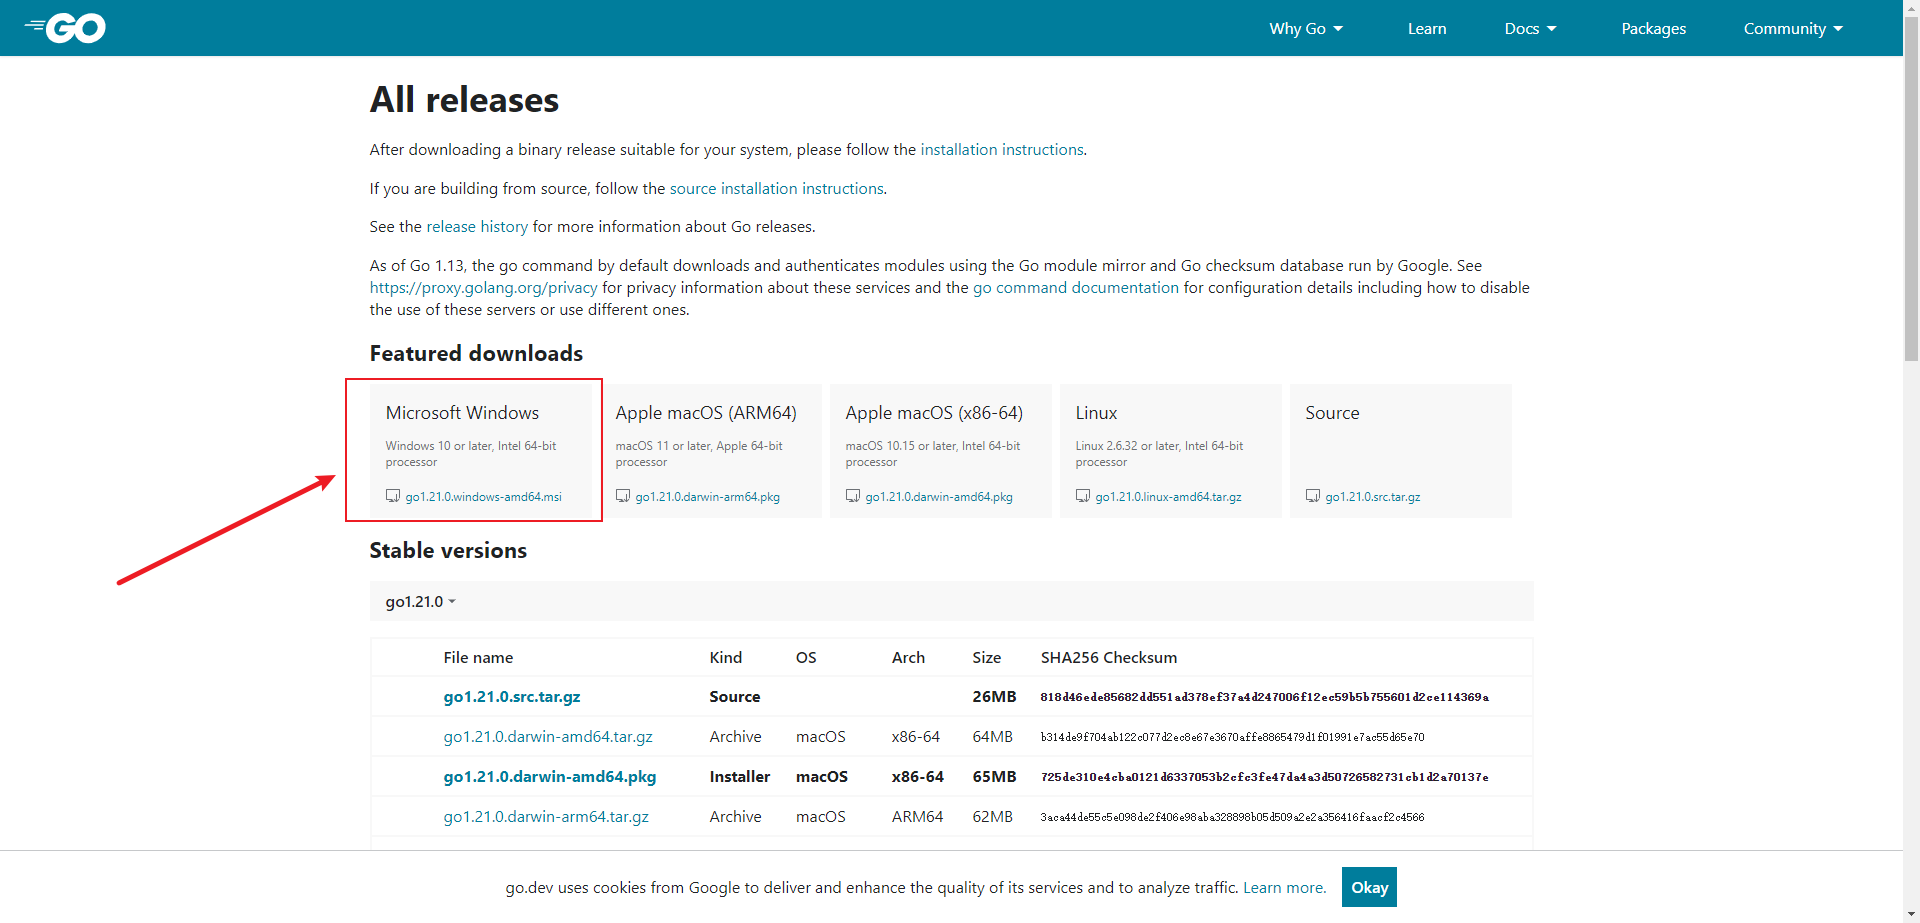 GO
Why Go
Learn
Docs
Packages
Community
All releases
After downloading a binary release suitable for your system, please follow the installation instructions.
If you are building from source, follow the source installation instructions.
See the release history for more information about Go releases.
As of Go 1.13, the go command by default downloads and authenticates modules using the Go module mirror and Go checksum database run by Google. See
https://proxy.golang.org/privacy for privacy information about these services and the go command documentation for configuration details including how to disable
the use of these servers or use different ones.
Featured downloads
Microsoft Windows
Windows 10 or later, Intel 64-bit
processor
go1.21.0.windows-amd64.msi
Apple macOS (ARM64)
macOS 11 or later, Apple 64-bit
processor
go1.21.0.darwin-arm64.pkg
Apple macOS (x86-64)
macOS 10.15 or later, Intel 64-bit
processor
go1.21.0.darwin-amd64.pkg
Linux
Linux 2.6.32 or later, Intel 64-bit
processor
go1.21.0.linux-amd64.tar.gz
Source
go1.21.0.src.tar.gz
Stable versions
go1.21.0
File name Kind OS Arch Size SHA256 Checksum
go1.21.0.src.tar.gz Source 26MB 818d46ede85682dd551ad378ef37a4d247006f12ec59b5b755601d2ce114369a
go1.21.0.darwin-amd64.tar.gz Archive macOS x86-64 64MB b314de9f704ab122c077d2ec8e67e3670affe8865479d1f01991e7ac55d65e70
go1.21.0.darwin-amd64.pkg Installer macOS x86-64 65MB 725de310e4cba0121d6337053b2cfc3fe47da4a3d50726582731cb1d2a70137e
go1.21.0.darwin-arm64.tar.gz Archive macOS ARM64 62MB 3aca44de55c5e098de2f406e98aba328898b05d509a2e2a356416faacf2c4566
go.dev uses cookies from Google to deliver and enhance the quality of its services and to analyze traffic. Learn more.
Okay